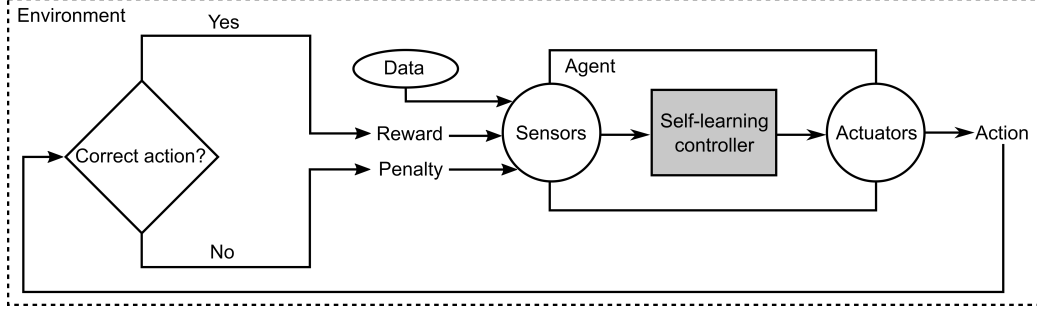 Environment
Yes
Data
Agent
Correct action?
Reward
Penalty
Sensors
Self-learning
controller
Actuators
Action
No